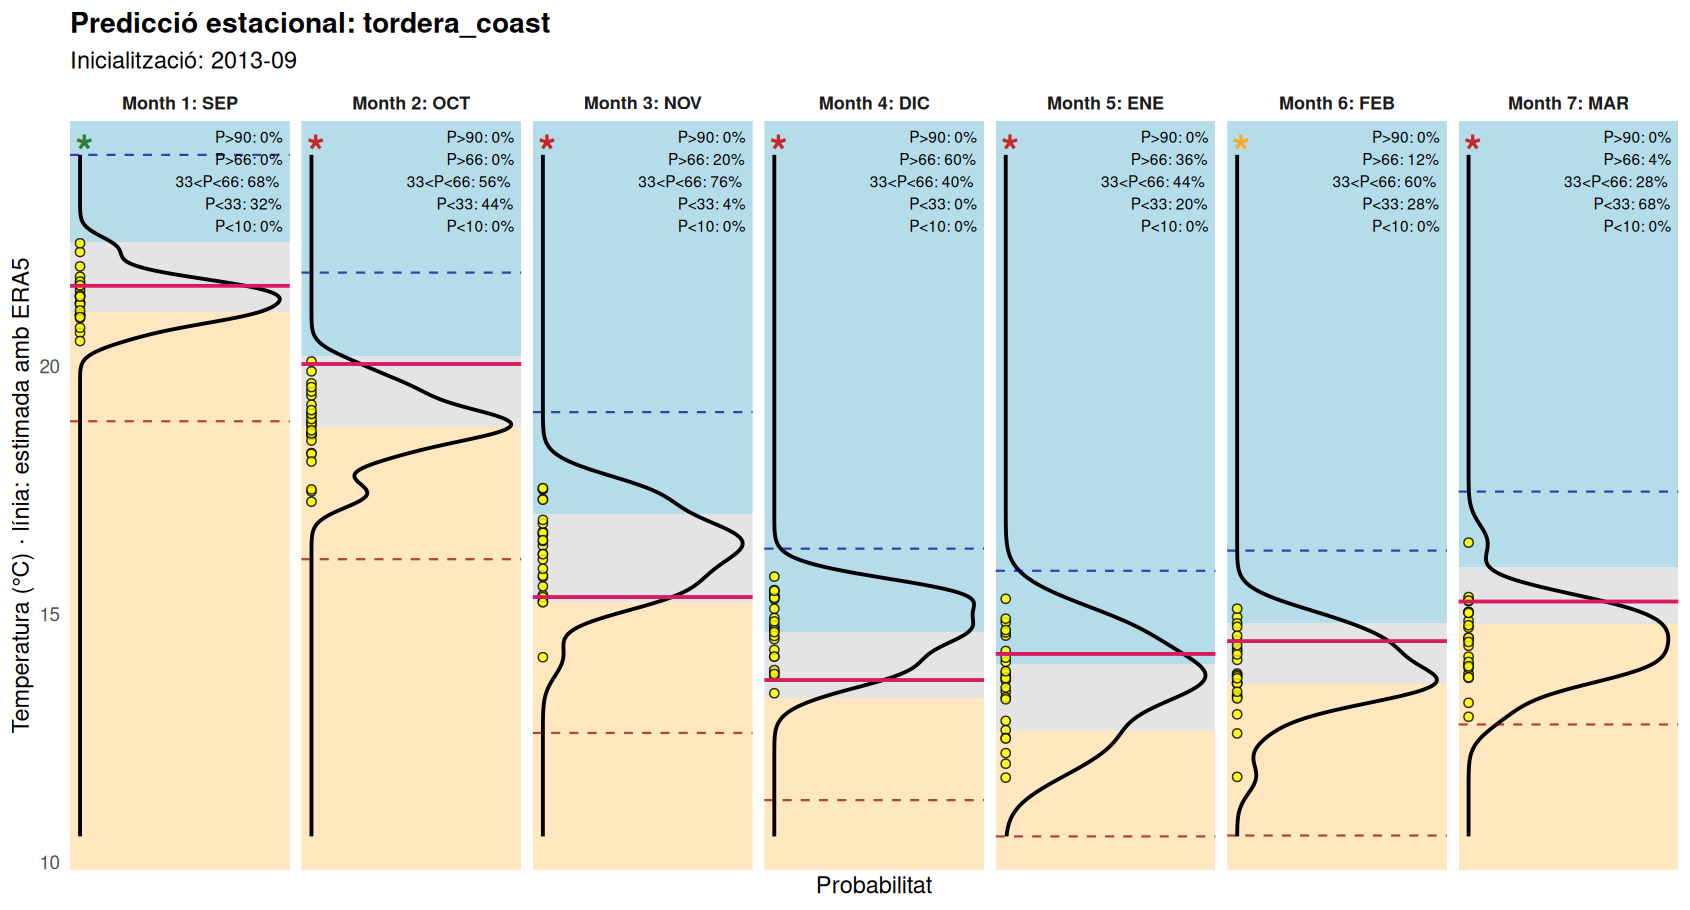 Predicció estacional: tordera_coast
Inicialització: 2013-09
Month 1: SEP
Month 2: OCT
Month 3: NOV
Month 4: DIC
Month 5: ENE
Month 6: FEB
Month 7: MAR
*
P>90: 0%
P>66: 0%
33<P<66: 68%
P<33: 32%
P<10: 0%
*
P>90: 0%
P>66: 0%
33<P<66: 56%
P<33: 44%
P<10: 0%
*
P>90: 0%
P>66: 20%
33<P<66: 76%
P<33: 4%
P<10: 0%
*
P>90: 0%
P>66: 60%
33<P<66: 40%
P<33: 0%
P<10: 0%
*
P>90: 0%
P>66: 36%
33<P<66: 44%
P<33: 20%
P<10: 0%
*
P>90: 0%
P>66: 12%
33<P<66: 60%
P<33: 28%
P<10: 0%
*
P>90: 0%
P>66: 4%
33<P<66: 28%
P<33: 68%
P<10: 0%
Temperatura (°C) · línia: estimada amb ERA5
20
15
10
Probabilitat